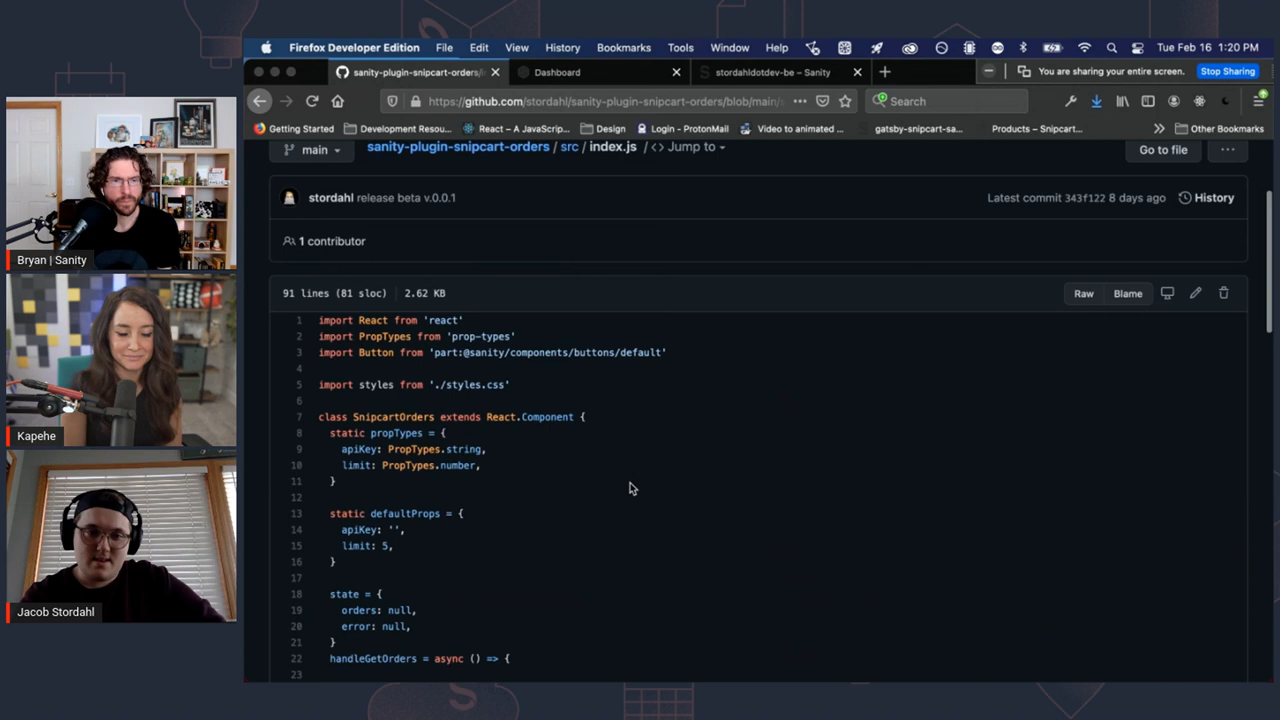 Firefox Developer Edition File Edit View History Bookmarks Tools Window Help Tue Feb 16 1:20 PM
sanity-plugin-snipcart-orders/i Dashboard stordahldotdev-be – Sanity You are sharing your entire screen. Stop Sharing
https://github.com/stordahl/sanity-plugin-snipcart-orders/blob/main/s Search
Getting Started Development Resou... React – A JavaScrip... Design Login - ProtonMail Video to animated ... gatsby-snipcart-sa... Products – Snipcart... Other Bookmarks
main sanity-plugin-snipcart-orders / src / index.js / <> Jump to Go to file ...
stordahl release beta v.0.0.1 Latest commit 343f122 8 days ago History
1 contributor
91 lines (81 sloc) 2.62 KB Raw Blame
1 import React from 'react'
2 import PropTypes from 'prop-types'
3 import Button from 'part:@sanity/components/buttons/default'
4
5 import styles from './styles.css'
6
7 class SnipcartOrders extends React.Component {
8 static propTypes = {
9 apiKey: PropTypes.string,
10 limit: PropTypes.number,
11 }
12
13 static defaultProps = {
14 apiKey: '',
15 limit: 5,
16 }
17
18 state = {
19 orders: null,
20 error: null,
21 }
22 handleGetOrders = async () => {
23
Bryan | Sanity
Kapehe
Jacob Stordahl